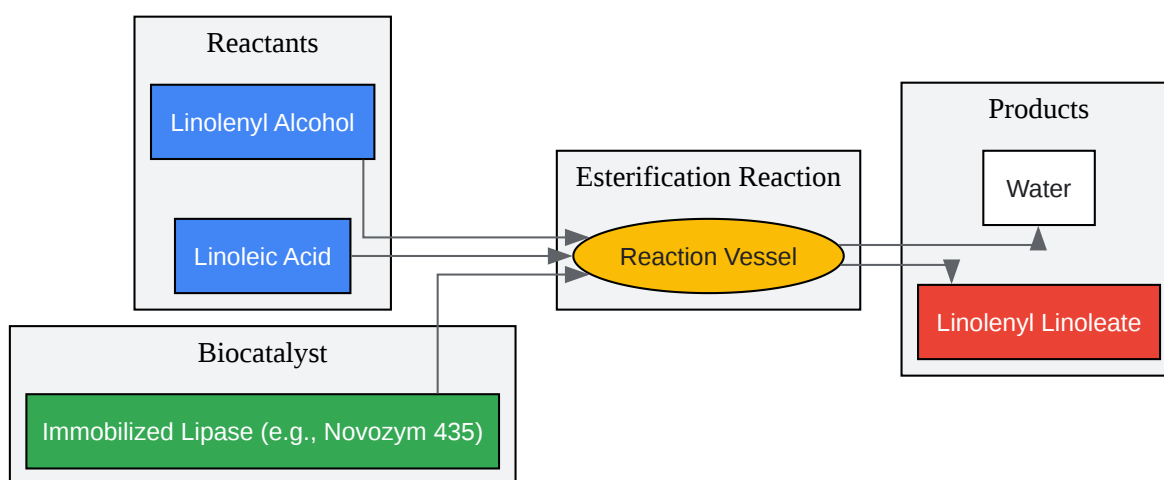 Reactants
Linolenyl Alcohol
Linoleic Acid
Biocatalyst
Immobilized Lipase (e.g., Novozym 435)
Esterification Reaction
Reaction Vessel
Products
Water
Linolenyl Linoleate